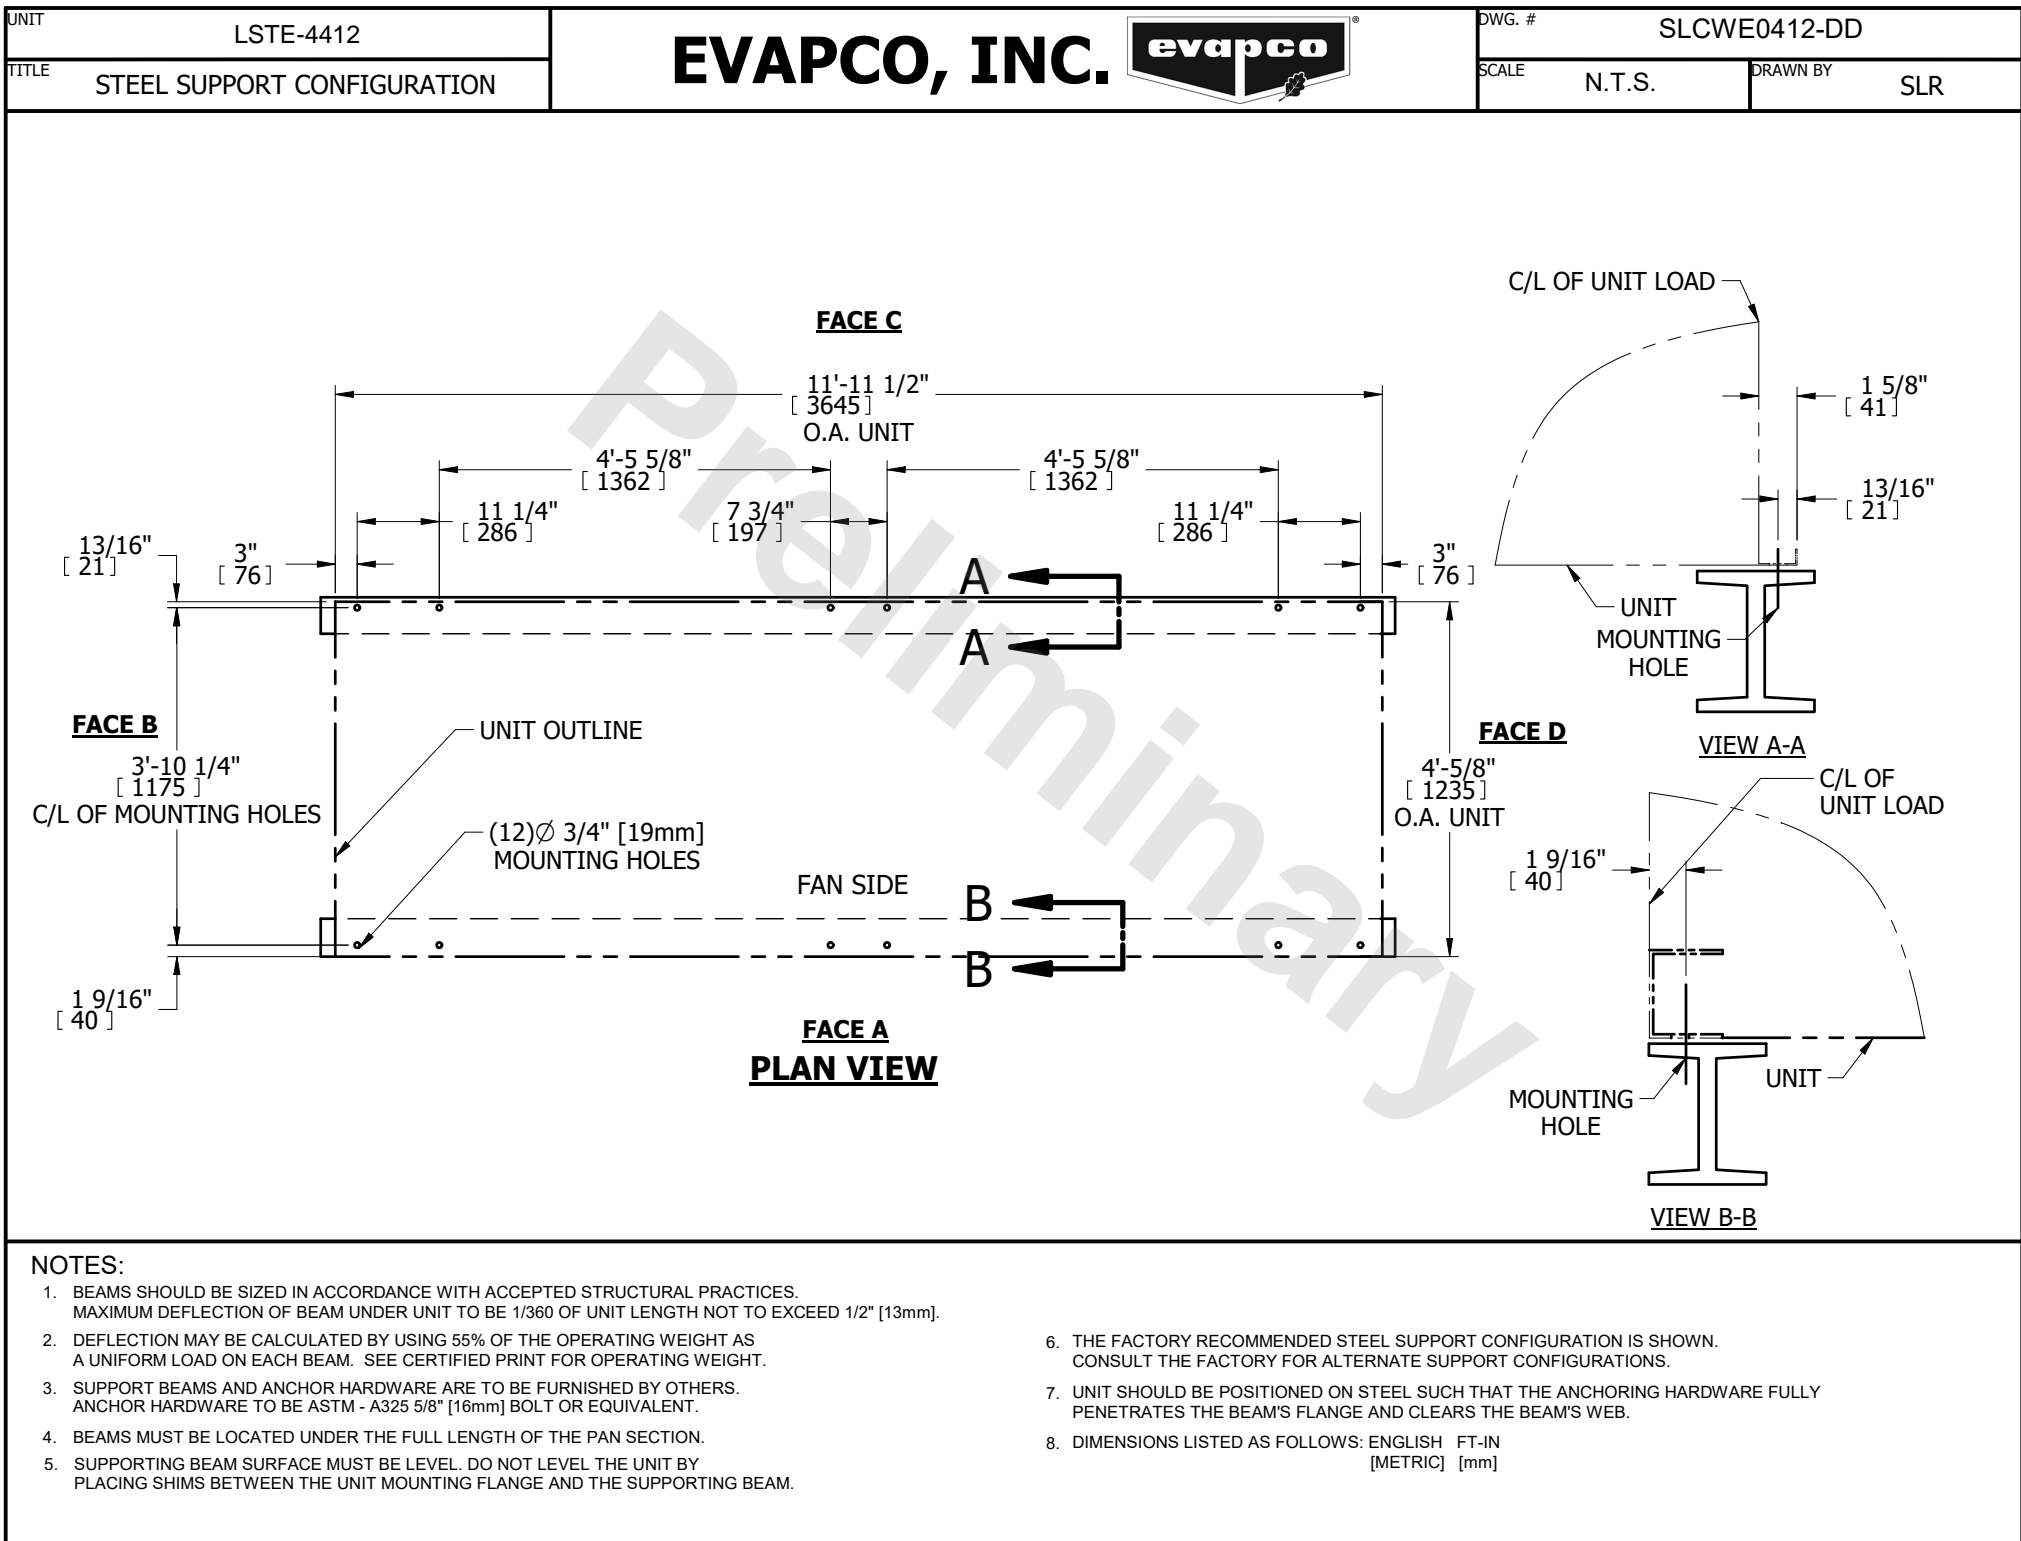 UNIT
LSTE-4412
TITLE
STEEL SUPPORT CONFIGURATION
EVAPCO, INC.
evapco
®
DWG. #
SLCWE0412-DD
SCALE
N.T.S.
DRAWN BY
SLR
Preliminary
FACE C
11'-11 1/2"
[ 3645 ]
O.A. UNIT
4'-5 5/8"
[ 1362 ]
4'-5 5/8"
[ 1362 ]
11 1/4"
[ 286 ]
7 3/4"
[ 197 ]
11 1/4"
[ 286 ]
13/16"
[ 21 ]
3"
[ 76 ]
3"
[ 76 ]
A
A
FACE B
3'-10 1/4"
[ 1175 ]
C/L OF MOUNTING HOLES
UNIT OUTLINE
(12)Ø 3/4" [19mm]
MOUNTING HOLES
FAN SIDE
B
B
FACE D
4'-5/8"
[ 1235 ]
O.A. UNIT
1 9/16"
[ 40 ]
FACE A
PLAN VIEW
C/L OF UNIT LOAD
1 5/8"
[ 41 ]
13/16"
[ 21 ]
UNIT
MOUNTING
HOLE
VIEW A-A
C/L OF
UNIT LOAD
1 9/16"
[ 40 ]
UNIT
MOUNTING
HOLE
VIEW B-B
NOTES:
1. BEAMS SHOULD BE SIZED IN ACCORDANCE WITH ACCEPTED STRUCTURAL PRACTICES.
MAXIMUM DEFLECTION OF BEAM UNDER UNIT TO BE 1/360 OF UNIT LENGTH NOT TO EXCEED 1/2" [13mm].
2. DEFLECTION MAY BE CALCULATED BY USING 55% OF THE OPERATING WEIGHT AS
A UNIFORM LOAD ON EACH BEAM. SEE CERTIFIED PRINT FOR OPERATING WEIGHT.
3. SUPPORT BEAMS AND ANCHOR HARDWARE ARE TO BE FURNISHED BY OTHERS.
ANCHOR HARDWARE TO BE ASTM - A325 5/8" [16mm] BOLT OR EQUIVALENT.
4. BEAMS MUST BE LOCATED UNDER THE FULL LENGTH OF THE PAN SECTION.
5. SUPPORTING BEAM SURFACE MUST BE LEVEL. DO NOT LEVEL THE UNIT BY
PLACING SHIMS BETWEEN THE UNIT MOUNTING FLANGE AND THE SUPPORTING BEAM.
6. THE FACTORY RECOMMENDED STEEL SUPPORT CONFIGURATION IS SHOWN.
CONSULT THE FACTORY FOR ALTERNATE SUPPORT CONFIGURATIONS.
7. UNIT SHOULD BE POSITIONED ON STEEL SUCH THAT THE ANCHORING HARDWARE FULLY
PENETRATES THE BEAM'S FLANGE AND CLEARS THE BEAM'S WEB.
8. DIMENSIONS LISTED AS FOLLOWS: ENGLISH FT-IN
[METRIC] [mm]